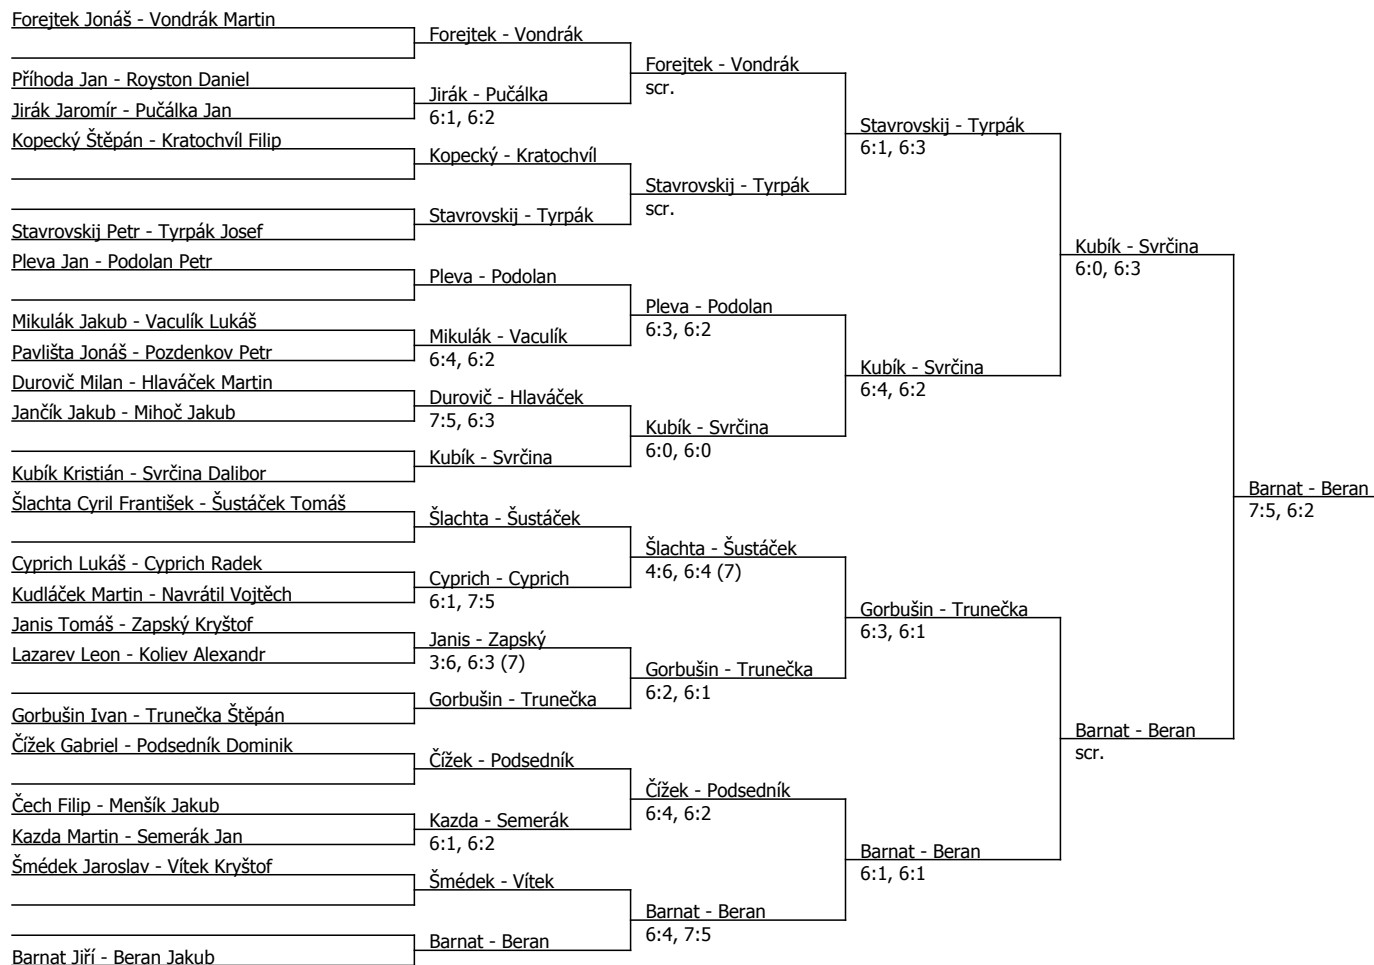 Forejtek Jonáš - Vondrák Martin
Příhoda Jan - Royston Daniel
Jirák Jaromír - Pučálka Jan
Kopecký Štěpán - Kratochvíl Filip
Stavrovskij Petr - Tyrpák Josef
Pleva Jan - Podolan Petr
Mikulák Jakub - Vaculík Lukáš
Pavlišta Jonáš - Pozdenkov Petr
Durovič Milan - Hlaváček Martin
Jančík Jakub - Mihoč Jakub
Kubík Kristián - Svrčina Dalibor
Šlachta Cyril František - Šustáček Tomáš
Cyprich Lukáš - Cyprich Radek
Kudláček Martin - Navrátil Vojtěch
Janis Tomáš - Zapský Kryštof
Lazarev Leon - Koliev Alexandr
Gorbušin Ivan - Trunečka Štěpán
Čížek Gabriel - Podsedník Dominik
Čech Filip - Menšík Jakub
Kazda Martin - Semerák Jan
Šmédek Jaroslav - Vítek Kryštof
Barnat Jiří - Beran Jakub
Forejtek - Vondrák
Jirák - Pučálka
6:1, 6:2
Kopecký - Kratochvíl
Stavrovskij - Tyrpák
Pleva - Podolan
Mikulák - Vaculík
6:4, 6:2
Durovič - Hlaváček
7:5, 6:3
Kubík - Svrčina
Šlachta - Šustáček
Cyprich - Cyprich
6:1, 7:5
Janis - Zapský
3:6, 6:3 (7)
Gorbušin - Trunečka
Čížek - Podsedník
Kazda - Semerák
6:1, 6:2
Šmédek - Vítek
Barnat - Beran
Forejtek - Vondrák
scr.
Stavrovskij - Tyrpák
scr.
Pleva - Podolan
6:3, 6:2
Kubík - Svrčina
6:0, 6:0
Šlachta - Šustáček
4:6, 6:4 (7)
Gorbušin - Trunečka
6:2, 6:1
Čížek - Podsedník
6:4, 6:2
Barnat - Beran
6:4, 7:5
Stavrovskij - Tyrpák
6:1, 6:3
Kubík - Svrčina
6:4, 6:2
Gorbušin - Trunečka
6:3, 6:1
Barnat - Beran
6:1, 6:1
Kubík - Svrčina
6:0, 6:3
Barnat - Beran
scr.
Barnat - Beran
7:5, 6:2